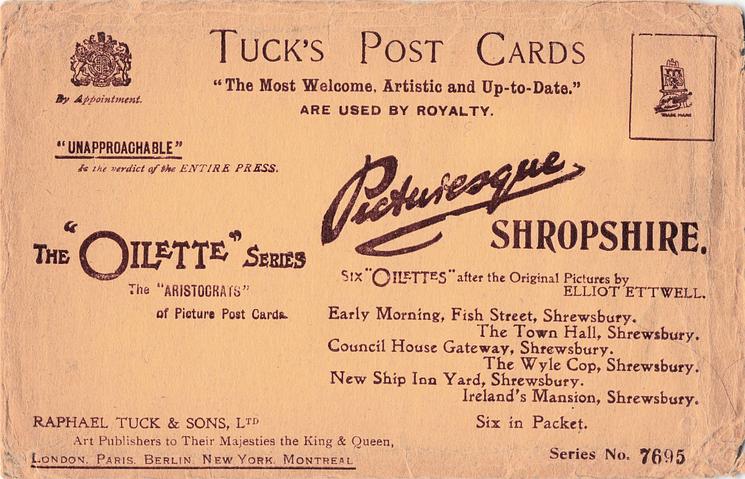 TUCK'S POST CARDS
"The Most Welcome, Artistic and Up-to-Date."
ARE USED BY ROYALTY.
By Appointment.
TRADE MARK
"UNAPPROACHABLE"
Is the verdict of the ENTIRE PRESS.
Picturesque
SHROPSHIRE.
THE "OILETTE" SERIES
The "ARISTOCRATS"
of Picture Post Cards.
SIX "OILETTES" after the Original Pictures by
ELLIOT ETTWELL.
Early Morning, Fish Street, Shrewsbury.
The Town Hall, Shrewsbury.
Council House Gateway, Shrewsbury.
The Wyle Cop, Shrewsbury.
New Ship Inn Yard, Shrewsbury.
Ireland's Mansion, Shrewsbury.
Six in Packet.
RAPHAEL TUCK & SONS, LTD
Art Publishers to Their Majesties the King & Queen,
LONDON. PARIS. BERLIN. NEW YORK. MONTREAL
Series No. 7695